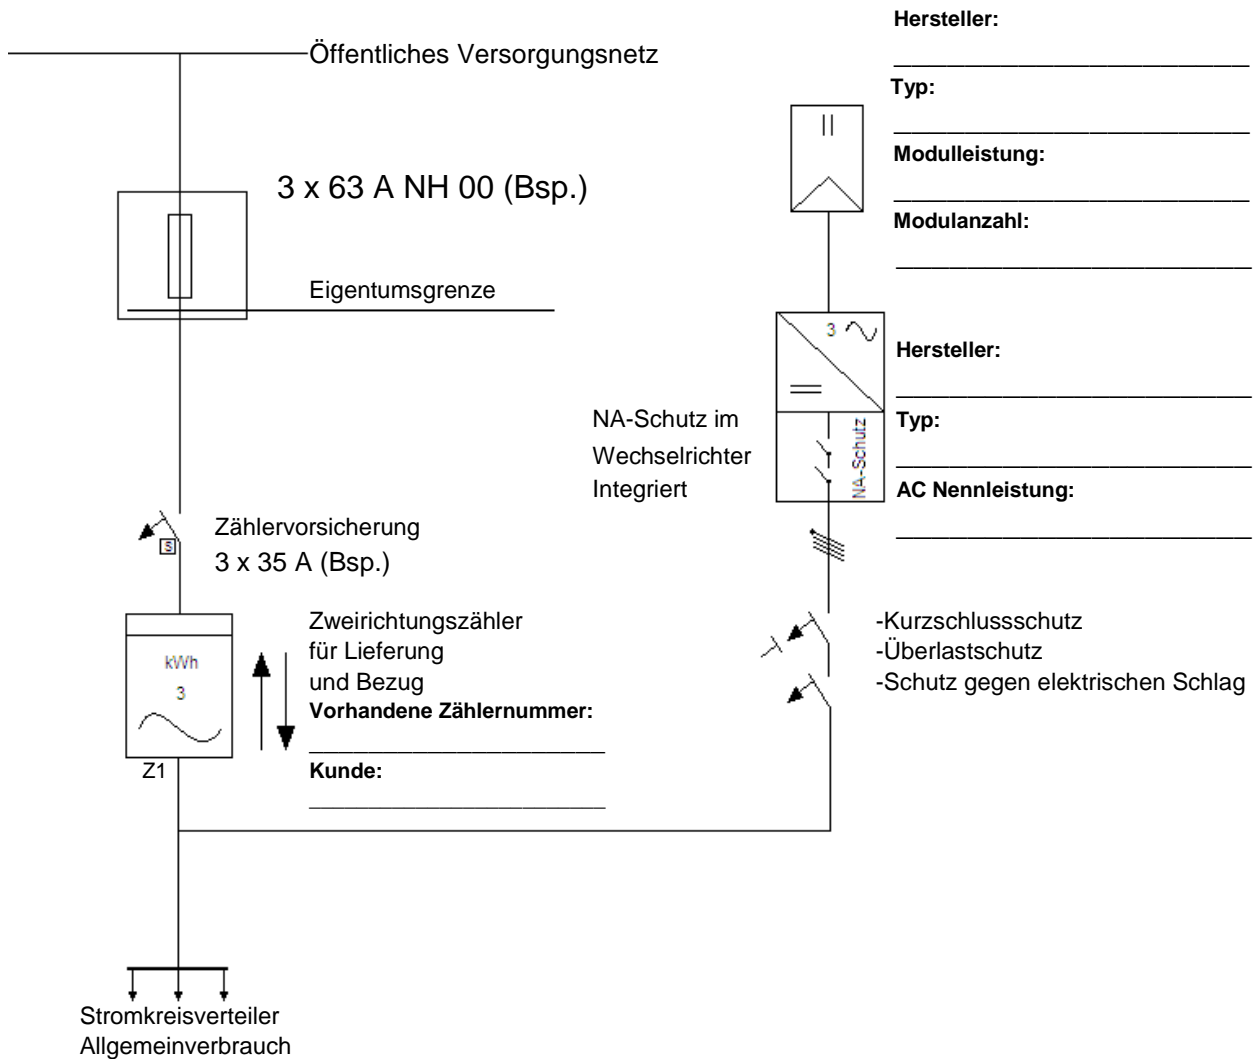 Öffentliches Versorgungsnetz
3 x 63 A NH 00 (Bsp.)
Eigentumsgrenze
Zählervorsicherung
3 x 35 A (Bsp.)
S
kWh
3
Z1
Zweirichtungszähler
für Lieferung
und Bezug
Vorhandene Zählernummer:
Kunde:
Stromkreisverteiler
Allgemeinverbrauch
Hersteller:
Typ:
Modulleistung:
Modulanzahl:
3
NA-Schutz im
Wechselrichter
Integriert
NA-Schutz
Hersteller:
Typ:
AC Nennleistung:
-Kurzschlussschutz
-Überlastschutz
-Schutz gegen elektrischen Schlag